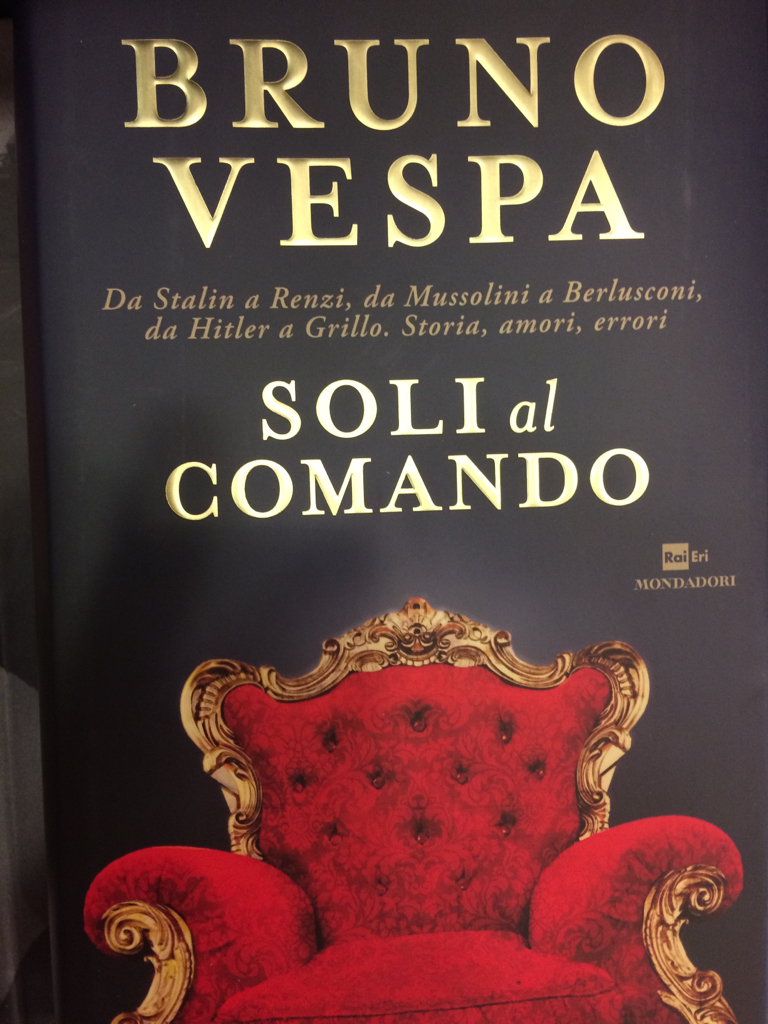 BRUNO
VESPA
Da Stalin a Renzi, da Mussolini a Berlusconi,
da Hitler a Grillo. Storia, amori, errori
SOLI al
COMANDO
Rai Eri
MONDADORI